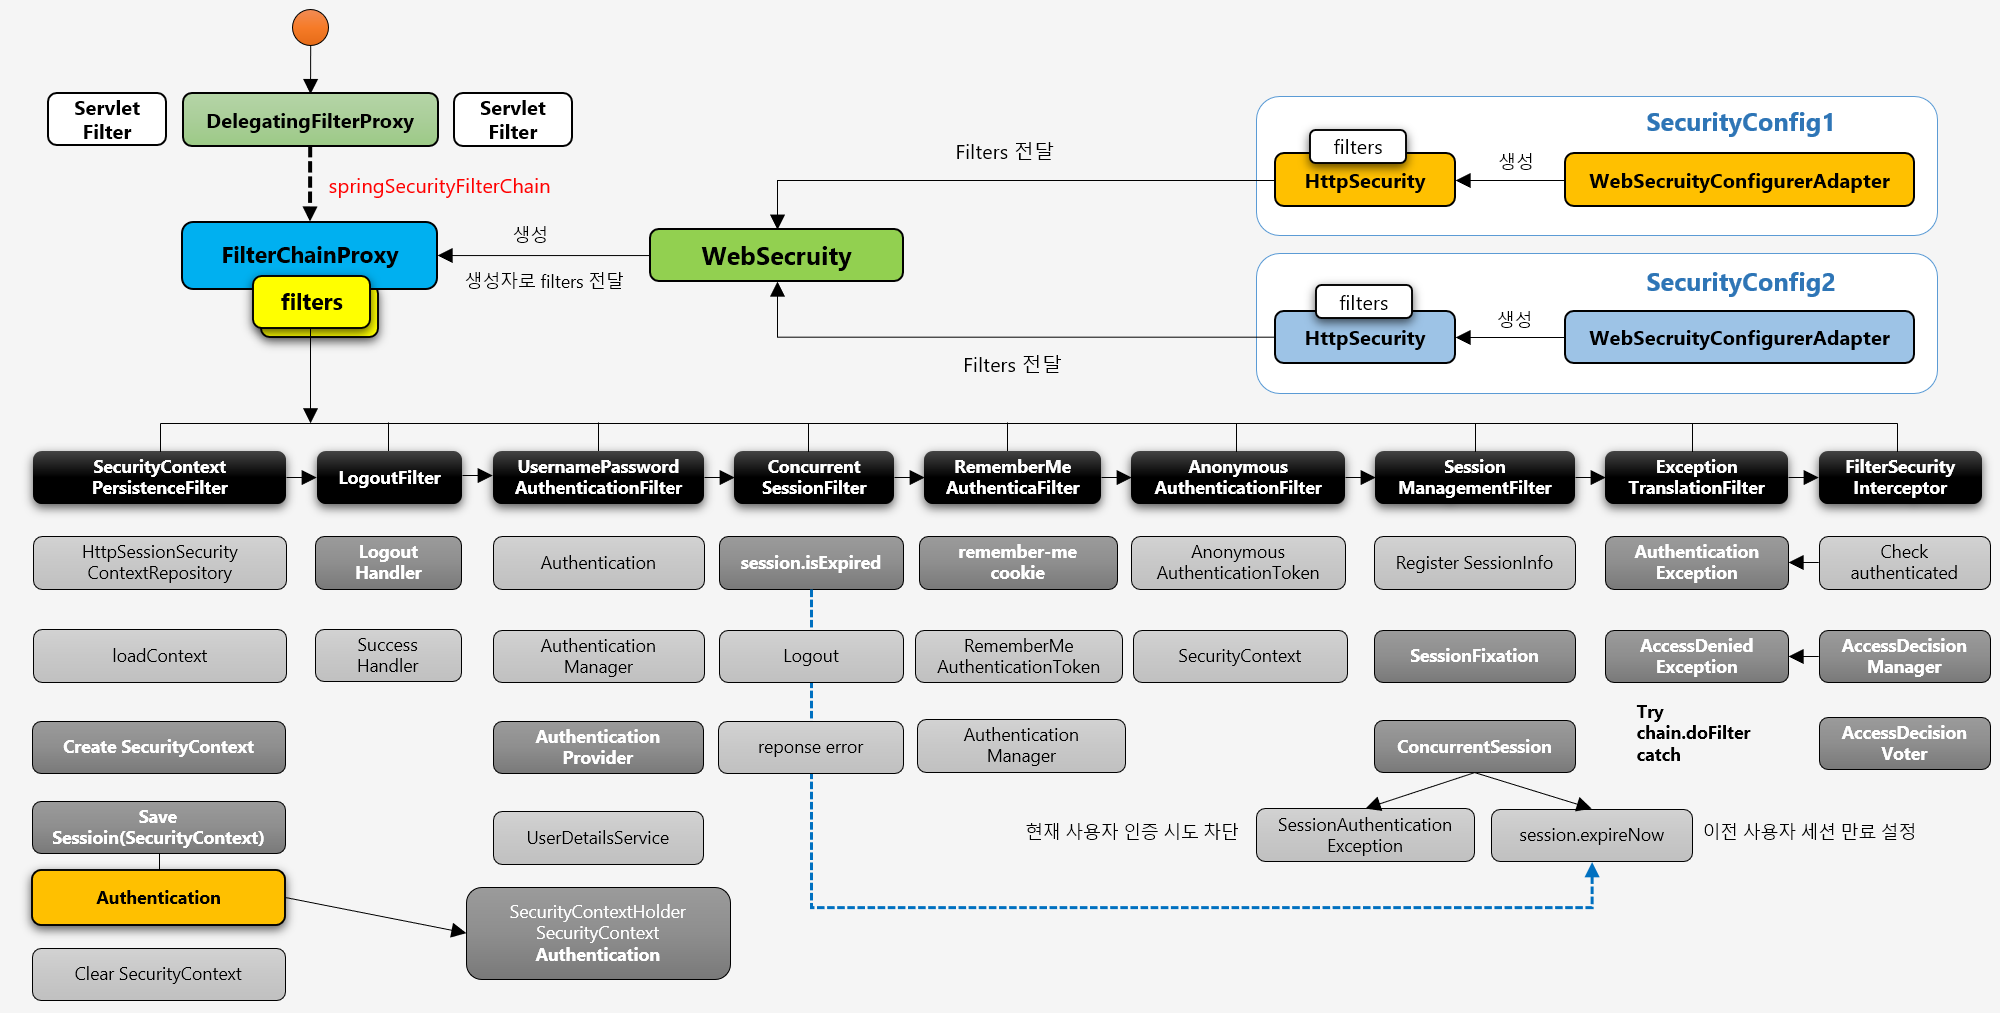 Servlet
Filter
DelegatingFilterProxy
Servlet
Filter
springSecurityFilterChain
FilterChainProxy
filters
생성
생성자로 filters 전달
WebSecruity
Filters 전달
Filters 전달
SecurityConfig1
filters
HttpSecurity
생성
WebSecruityConfigurerAdapter
SecurityConfig2
filters
HttpSecurity
생성
WebSecruityConfigurerAdapter
SecurityContext
PersistenceFilter
LogoutFilter
UsernamePassword
AuthenticationFilter
Concurrent
SessionFilter
RememberMe
AuthenticaFilter
Anonymous
AuthenticationFilter
Session
ManagementFilter
Exception
TranslationFilter
FilterSecurity
Interceptor
HttpSessionSecurity
ContextRepository
Logout
Handler
Authentication
session.isExpired
remember-me
cookie
Anonymous
AuthenticationToken
Register SessionInfo
Authentication
Exception
Check
authenticated
loadContext
Success
Handler
Authentication
Manager
Logout
RememberMe
AuthenticationToken
SecurityContext
SessionFixation
AccessDenied
Exception
AccessDecision
Manager
Create SecurityContext
Authentication
Provider
reponse error
Authentication
Manager
ConcurrentSession
Try
chain.doFilter
catch
AccessDecision
Voter
Save
Sessioin(SecurityContext)
UserDetailsService
현재 사용자 인증 시도 차단
SessionAuthentication
Exception
session.expireNow
이전 사용자 세션 만료 설정
Authentication
SecurityContextHolder
SecurityContext
Authentication
Clear SecurityContext